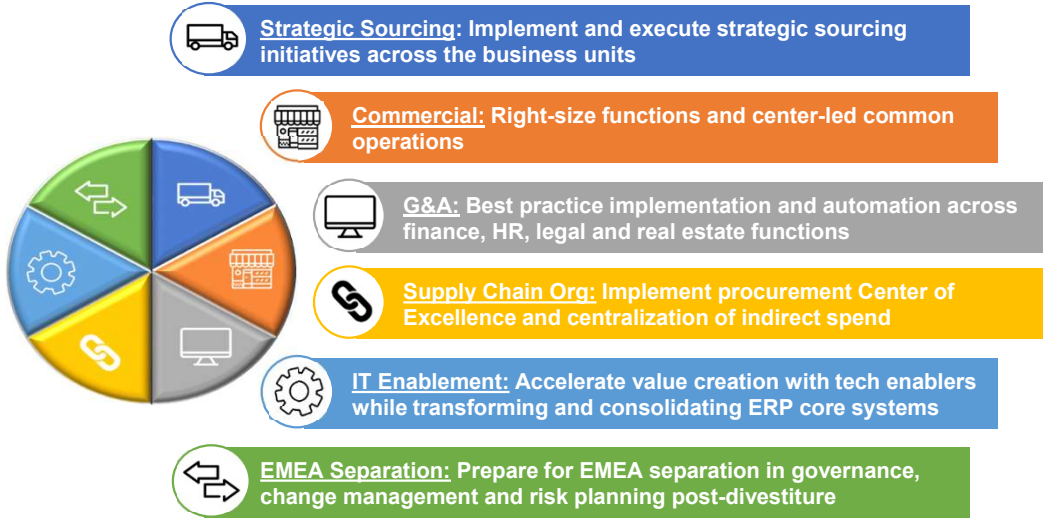 Strategic Sourcing: Implement and execute strategic sourcing
initiatives across the business units
Commercial: Right-size functions and center-led common
operations
G&A: Best practice implementation and automation across
finance, HR, legal and real estate functions
Supply Chain Org: Implement procurement Center of
Excellence and centralization of indirect spend
IT Enablement: Accelerate value creation with tech enablers
while transforming and consolidating ERP core systems
EMEA Separation: Prepare for EMEA separation in governance,
change management and risk planning post-divestiture